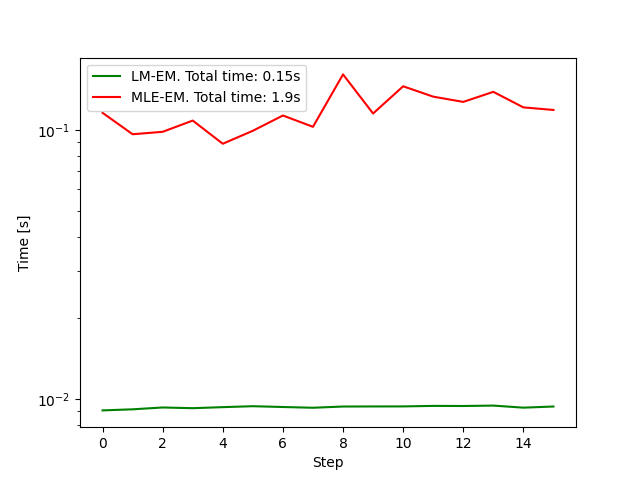 LM-EM. Total time: 0.15s
MLE-EM. Total time: 1.9s
10⁻¹
10⁻²
Time [s]
0 2 4 6 8 10 12 14
Step